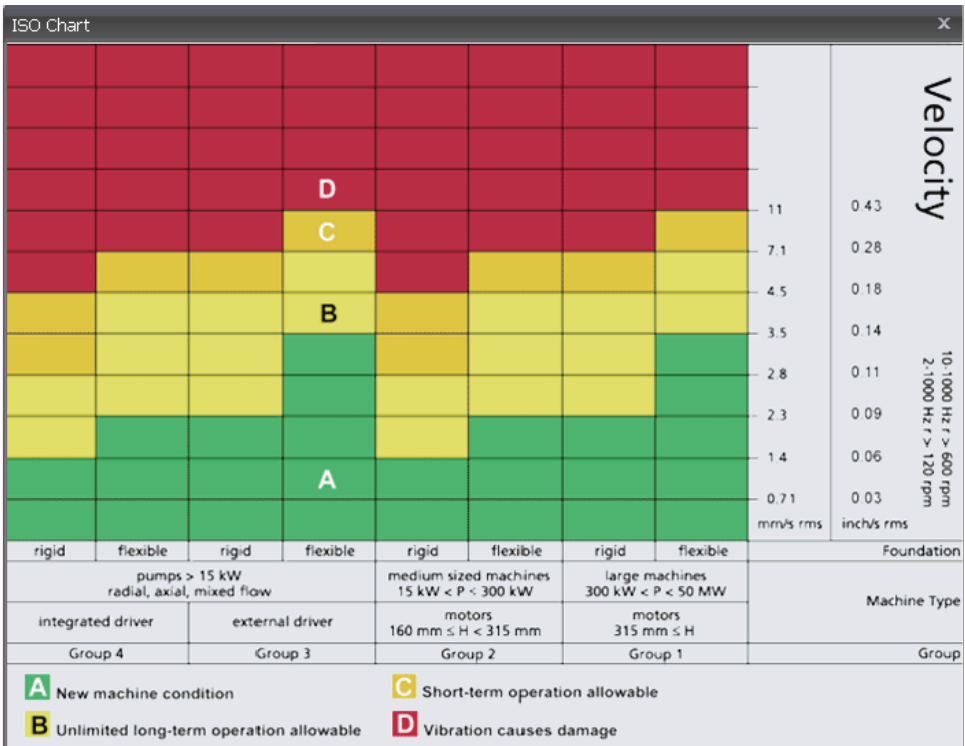 ISO Chart x
Velocity
D
C
B
A
11 0.43
7.1 0.28
4.5 0.18
3.5 0.14
2.8 0.11
2.3 0.09
1.4 0.06
0.71 0.03
mm/s rms inch/s rms
10-1000 Hz r > 600 rpm
2-1000 Hz r > 120 rpm
rigid flexible rigid flexible rigid flexible rigid flexible Foundation
pumps > 15 kW
radial, axial, mixed flow
medium sized machines
15 kW < P ≤ 300 kW
large machines
300 kW < P < 50 MW
Machine Type
integrated driver external driver
motors
160 mm ≤ H < 315 mm
motors
315 mm ≤ H
Group 4 Group 3 Group 2 Group 1 Group
A New machine condition
C Short-term operation allowable
B Unlimited long-term operation allowable
D Vibration causes damage